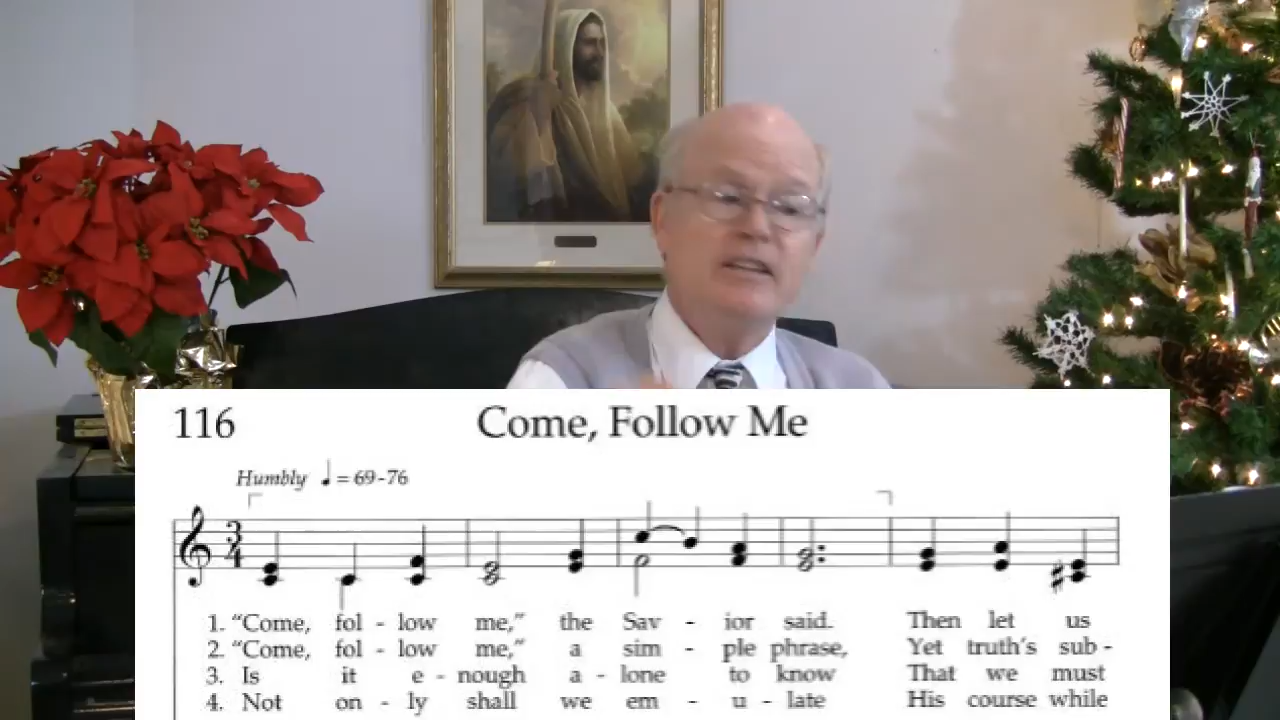 116 Come, Follow Me
Humbly ♩ = 69-76
3
4
1. “Come, fol - low me,” the Sav - ior said. Then let us
2. “Come, fol - low me,” a sim - ple phrase, Yet truth's sub -
3. Is it e - nough a - lone to know That we must
4. Not on - ly shall we em - u - late His course while